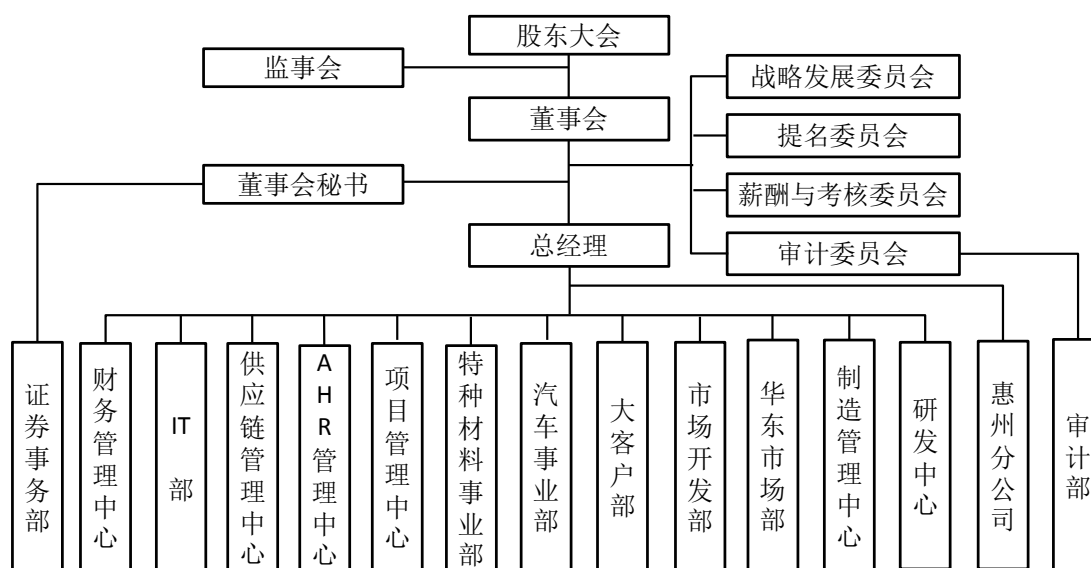 股东大会
监事会
战略发展委员会
董事会
提名委员会
董事会秘书
薪酬与考核委员会
总经理
审计委员会
证券事务部
财务管理中心
IT部
供应链管理中心
AHR管理中心
项目管理中心
特种材料事业部
汽车事业部
大客户部
市场开发部
华东市场部
制造管理中心
研发中心
惠州分公司
审计部